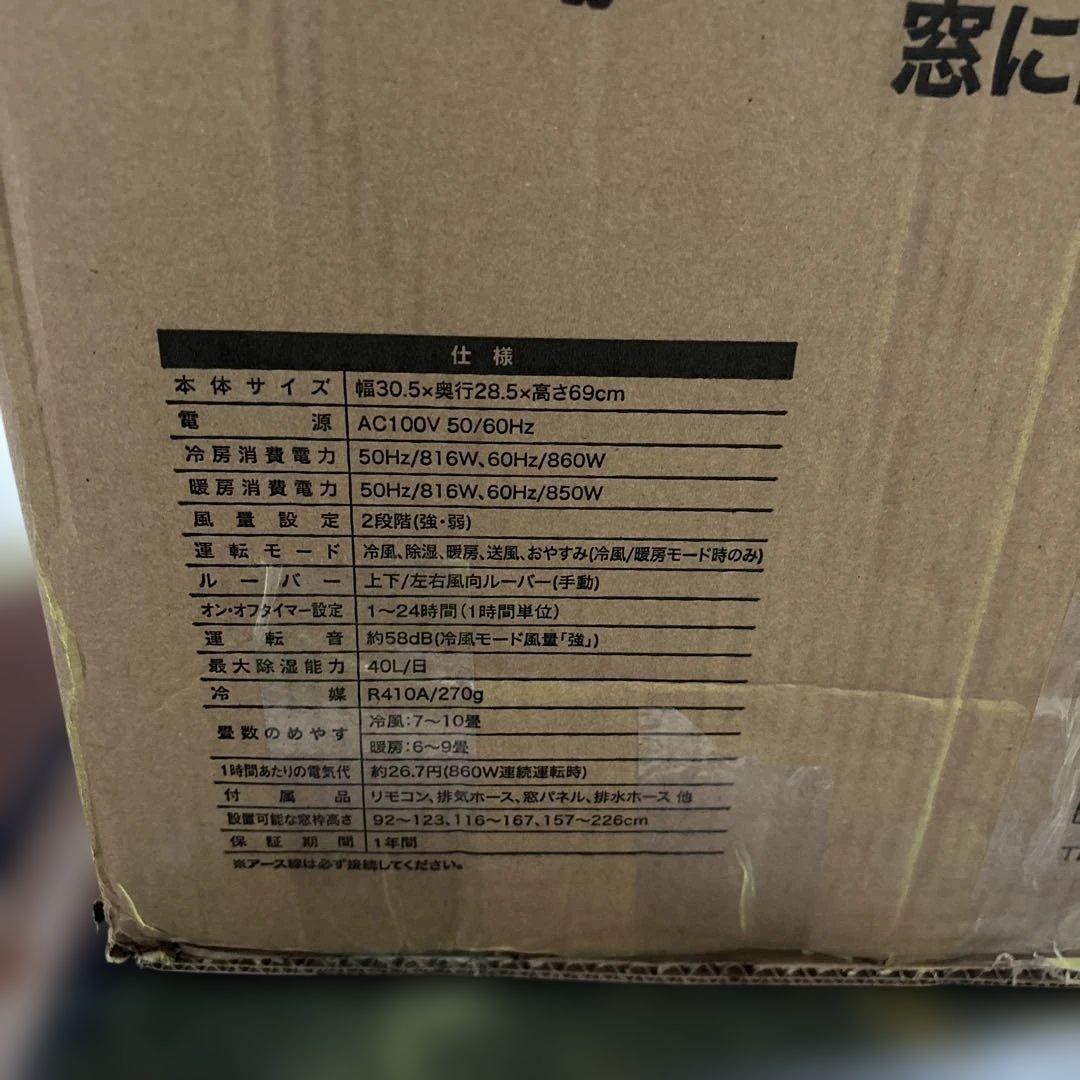 窓に
仕様
本体サイズ 幅30.5×奥行28.5×高さ69cm
電源 AC100V 50/60Hz
冷房消費電力 50Hz/816W、60Hz/860W
暖房消費電力 50Hz/816W、60Hz/850W
風量設定 2段階(強・弱)
運転モード 冷風、除湿、暖房、送風、おやすみ(冷風/暖房モード時のみ)
ルーバー 上下/左右風向ルーバー(手動)
オン・オフタイマー設定 1～24時間(1時間単位)
運転音 約58dB(冷風モード風量「強」)
最大除湿能力 40L/日
冷媒 R410A/270g
畳数のめやす 冷風：7～10畳
暖房：6～9畳
1時間あたりの電気代 約26.7円(860W連続運転時)
付属品 リモコン、排気ホース、窓パネル、排水ホース 他
設置可能な窓枠高さ 92～123、116～167、157～226cm
保証期間 1年間
※アース線は必ず接続してください。